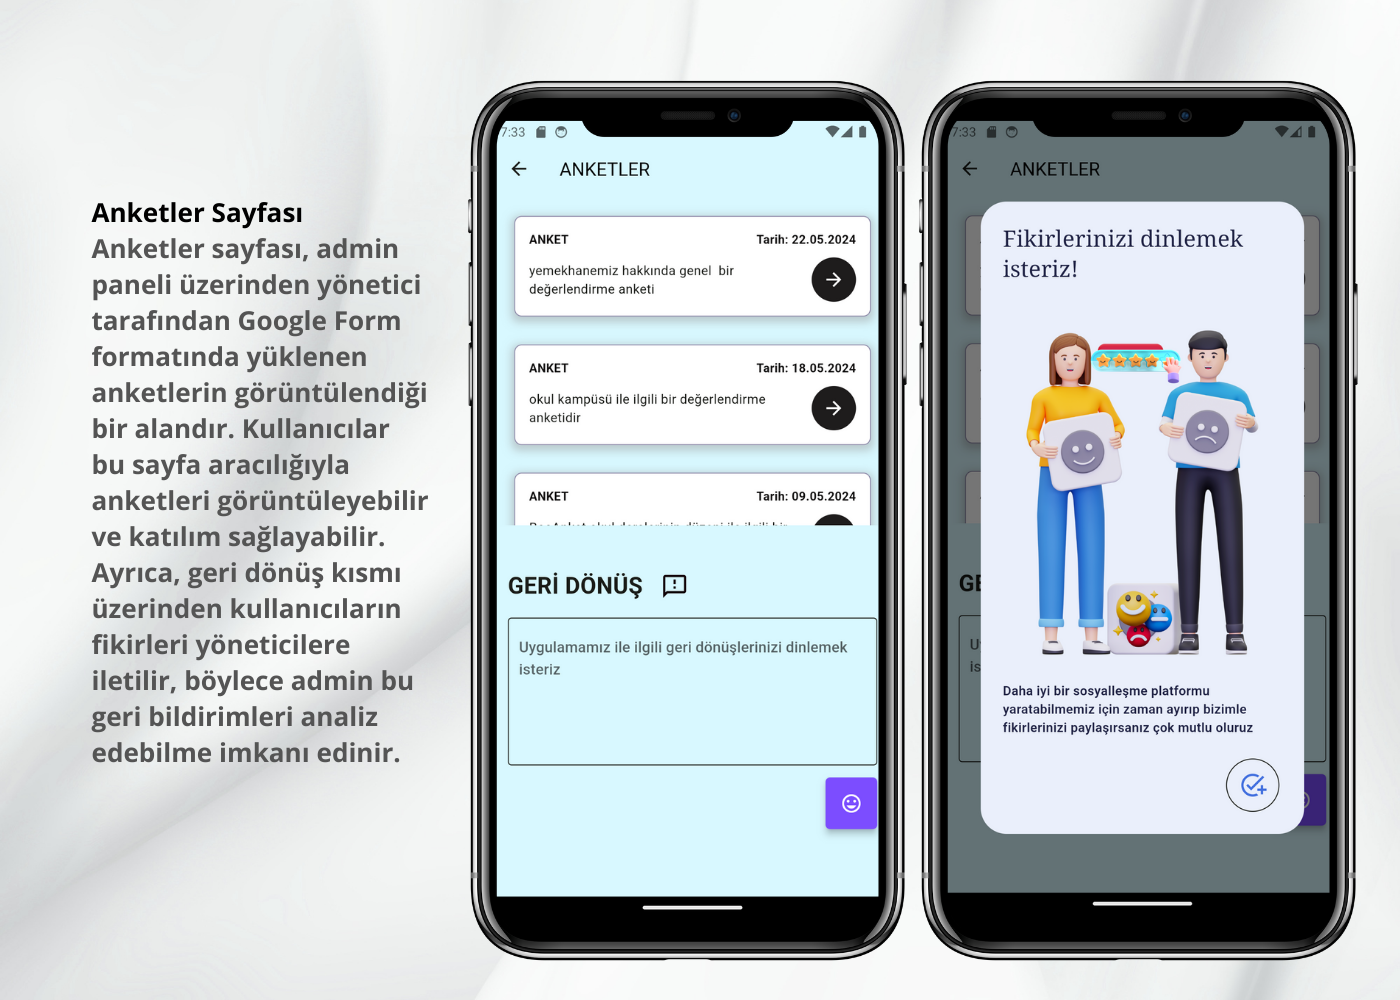 Anketler Sayfası
Anketler sayfası, admin
paneli üzerinden yönetici
tarafından Google Form
formatında yüklenen
anketlerin görüntülendiği
bir alandır. Kullanıcılar
bu sayfa aracılığıyla
anketleri görüntüleyebilir
ve katılım sağlayabilir.
Ayrıca, geri dönüş kısmı
üzerinden kullanıcıların
fikirleri yöneticilere
iletilir, böylece admin bu
geri bildirimleri analiz
edebilme imkanı edinir.
7:33
ANKETLER
ANKET Tarih: 22.05.2024
yemekhanemiz hakkında genel bir
değerlendirme anketi
ANKET Tarih: 18.05.2024
okul kampüsü ile ilgili bir değerlendirme
anketidir
ANKET Tarih: 09.05.2024
GERİ DÖNÜŞ
Uygulamamız ile ilgili geri dönüşlerinizi dinlemek
isteriz
7:33
ANKETLER
Fikirlerinizi dinlemek
isteriz!
GE
U
is
Daha iyi bir sosyalleşme platformu
yaratabilmemiz için zaman ayırıp bizimle
fikirlerinizi paylaşırsanız çok mutlu oluruz